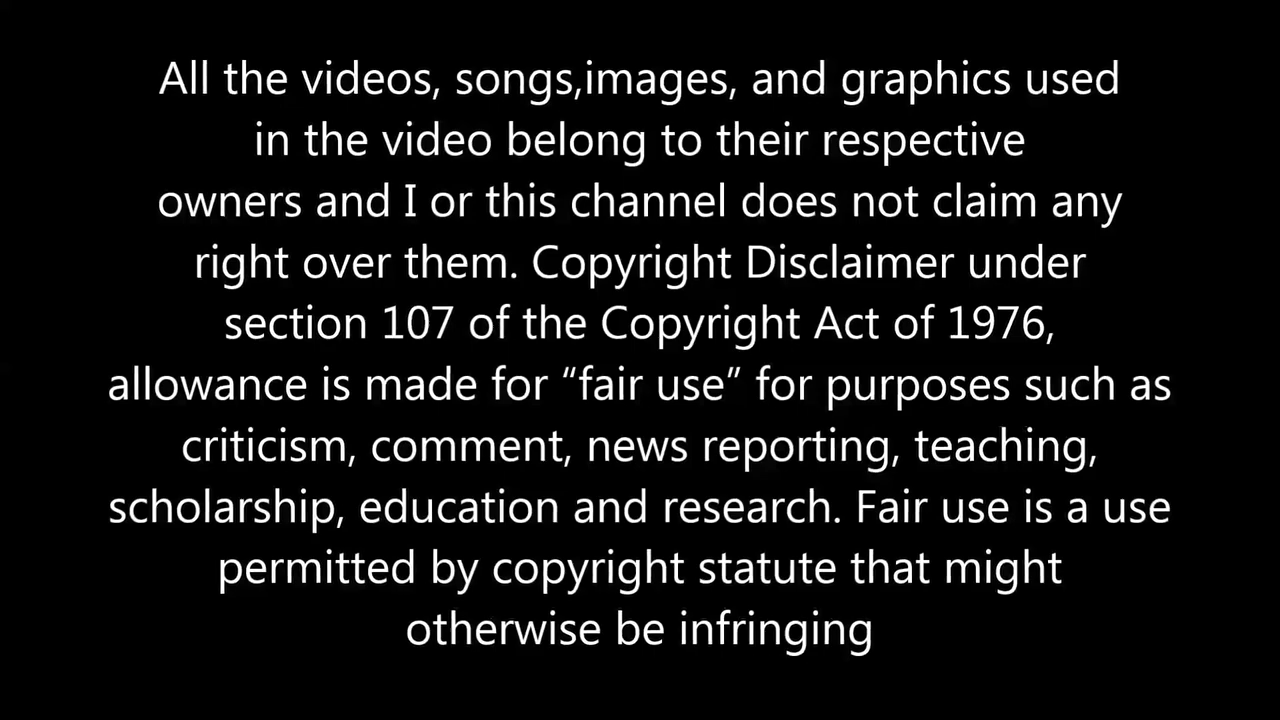 All the videos, songs,images, and graphics used
in the video belong to their respective
owners and I or this channel does not claim any
right over them. Copyright Disclaimer under
section 107 of the Copyright Act of 1976,
allowance is made for “fair use” for purposes such as
criticism, comment, news reporting, teaching,
scholarship, education and research. Fair use is a use
permitted by copyright statute that might
otherwise be infringing